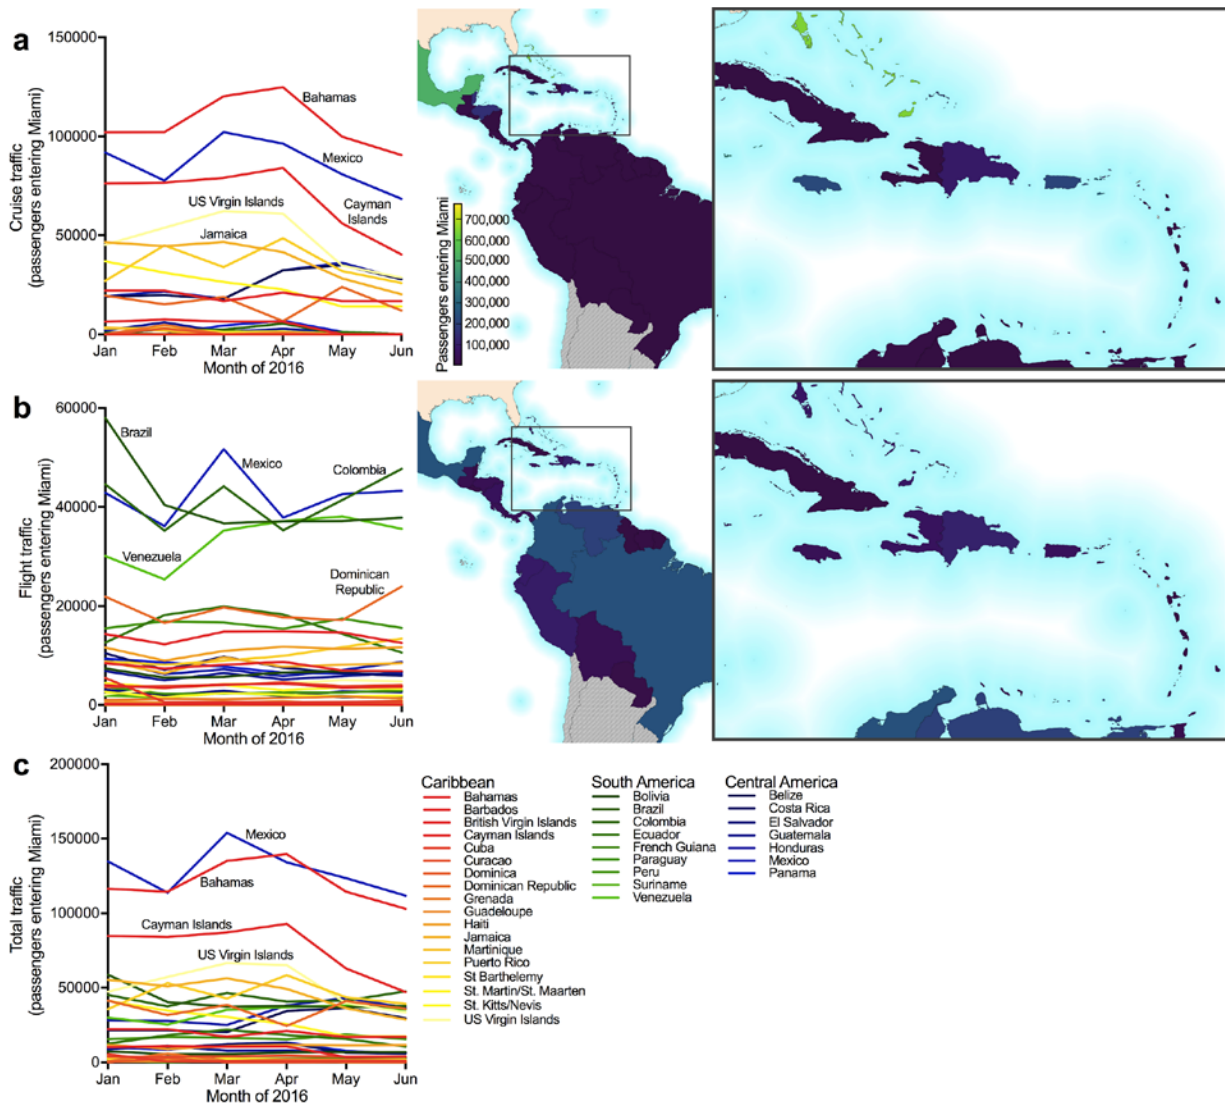 a
150000
100000
50000
0
Cruise traffic
(passengers entering Miami)
Bahamas
Mexico
US Virgin Islands
Cayman
Islands
Jamaica
Jan
Feb
Mar
Apr
May
Jun
Month of 2016
Passengers entering Miami
700,000
600,000
500,000
400,000
300,000
200,000
100,000
b
60000
40000
20000
0
Flight traffic
(passengers entering Miami)
Brazil
Mexico
Colombia
Venezuela
Dominican
Republic
Jan
Feb
Mar
Apr
May
Jun
Month of 2016
c
200000
150000
100000
50000
0
Total traffic
(passengers entering Miami)
Mexico
Bahamas
Cayman Islands
US Virgin Islands
Jan
Feb
Mar
Apr
May
Jun
Month of 2016
Caribbean
Bahamas
Barbados
British Virgin Islands
Cayman Islands
Cuba
Curacao
Dominica
Dominican Republic
Grenada
Guadeloupe
Haiti
Jamaica
Martinique
Puerto Rico
St Barthelemy
St. Martin/St. Maarten
St. Kitts/Nevis
US Virgin Islands
South America
Bolivia
Brazil
Colombia
Ecuador
French Guiana
Paraguay
Peru
Suriname
Venezuela
Central America
Belize
Costa Rica
El Salvador
Guatemala
Honduras
Mexico
Panama